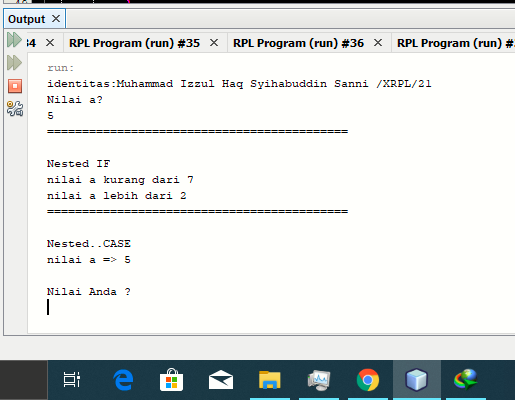 Output
34 RPL Program (run) #35 RPL Program (run) #36 RPL Program (run) #37
run:
identitas:Muhammad Izzul Haq Syihabuddin Sanni /XRPL/21
Nilai a?
5
===========================================

Nested IF
nilai a kurang dari 7
nilai a lebih dari 2
===========================================

Nested..CASE
nilai a => 5

Nilai Anda ?